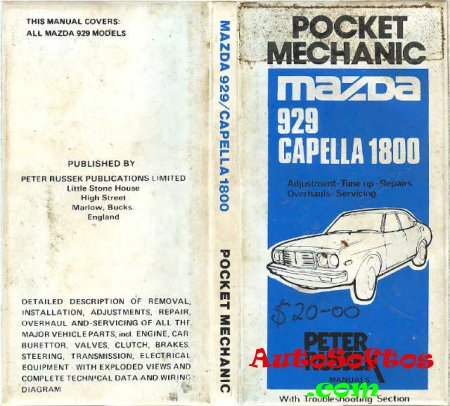 THIS MANUAL COVERS:
ALL MAZDA 929 MODELS
PUBLISHED BY
PETER RUSSEK PUBLICATIONS LIMITED
Little Stone House
High Street
Marlow, Bucks.
England
DETAILED DESCRIPTION OF REMOVAL,
INSTALLATION, ADJUSTMENTS, REPAIR,
OVERHAUL AND-SERVICING OF ALL THE
MAJOR VEHICLE PARTS, incl. ENGINE, CAR
BURETTOR, VALVES, CLUTCH, BRAKES,
STEERING, TRANSMISSION, ELECTRICAL
EQUIPMENT - WITH EXPLODED VIEWS AND
COMPLETE TECHNICAL DATA AND WIRING
DIAGRAM
MAZDA 929/CAPELLA 1800
POCKET MECHANIC
POCKET
MECHANIC
mazda
929
CAPELLA 1800
Adjustment-Tune up-Repairs
Overhauls-Servicing
$20-00
PETER
MANUALS
With Troubleshooting Section
AutoSoftos
.com